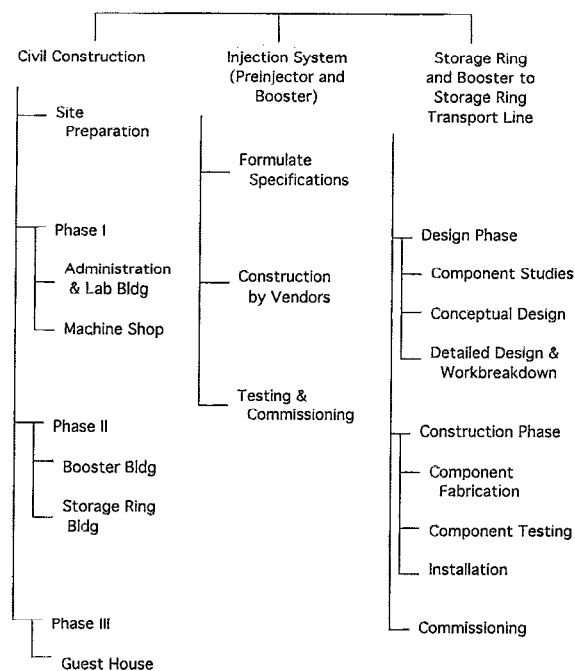 Civil Construction
Site
Preparation
Phase I
Administration
& Lab Bldg
Machine Shop
Phase II
Booster Bldg
Storage Ring
Bldg
Phase III
Guest House
Injection System
(Preinjector and
Booster)
Formulate
Specifications
Construction
by Vendors
Testing &
Commissioning
Storage Ring
and Booster to
Storage Ring
Transport Line
Design Phase
Component Studies
Conceptual Design
Detailed Design &
Workbreakdown
Construction Phase
Component
Fabrication
Component Testing
Installation
Commissioning